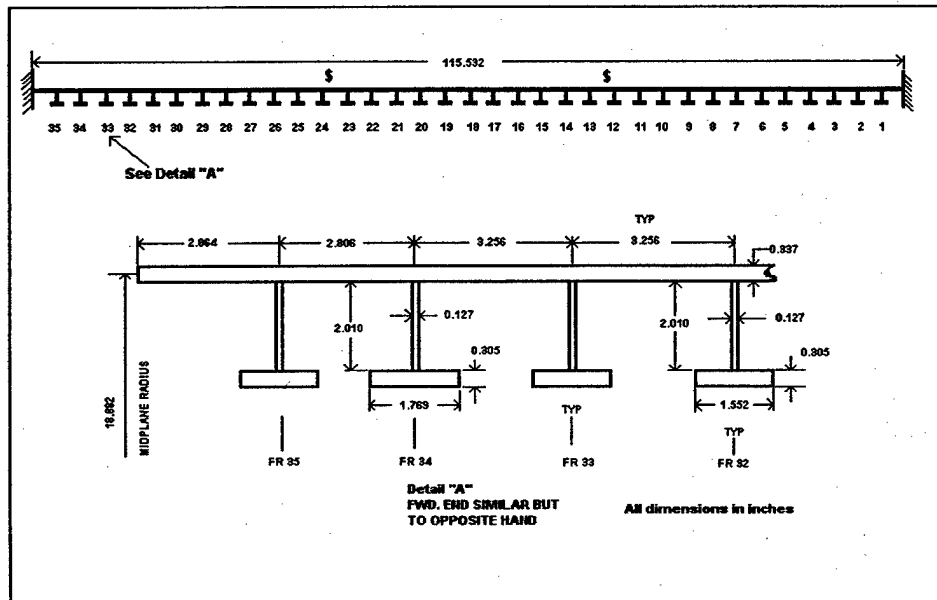 115.532
$ $
35 34 33 32 31 30 29 28 27 26 25 24 23 22 21 20 19 18 17 16 15 14 13 12 11 10 9 8 7 6 5 4 3 2 1
See Detail "A"
TYP
2.864 2.806 3.256 3.256
0.337
2.010 0.127 2.010 0.127
0.305 0.305
1.769 1.552
MIDPLANE RADIUS
TYP
TYP
FR 35 FR 34 FR 33 FR 32
Detail "A"
FWD. END SIMILAR BUT
TO OPPOSITE HAND
All dimensions in inches